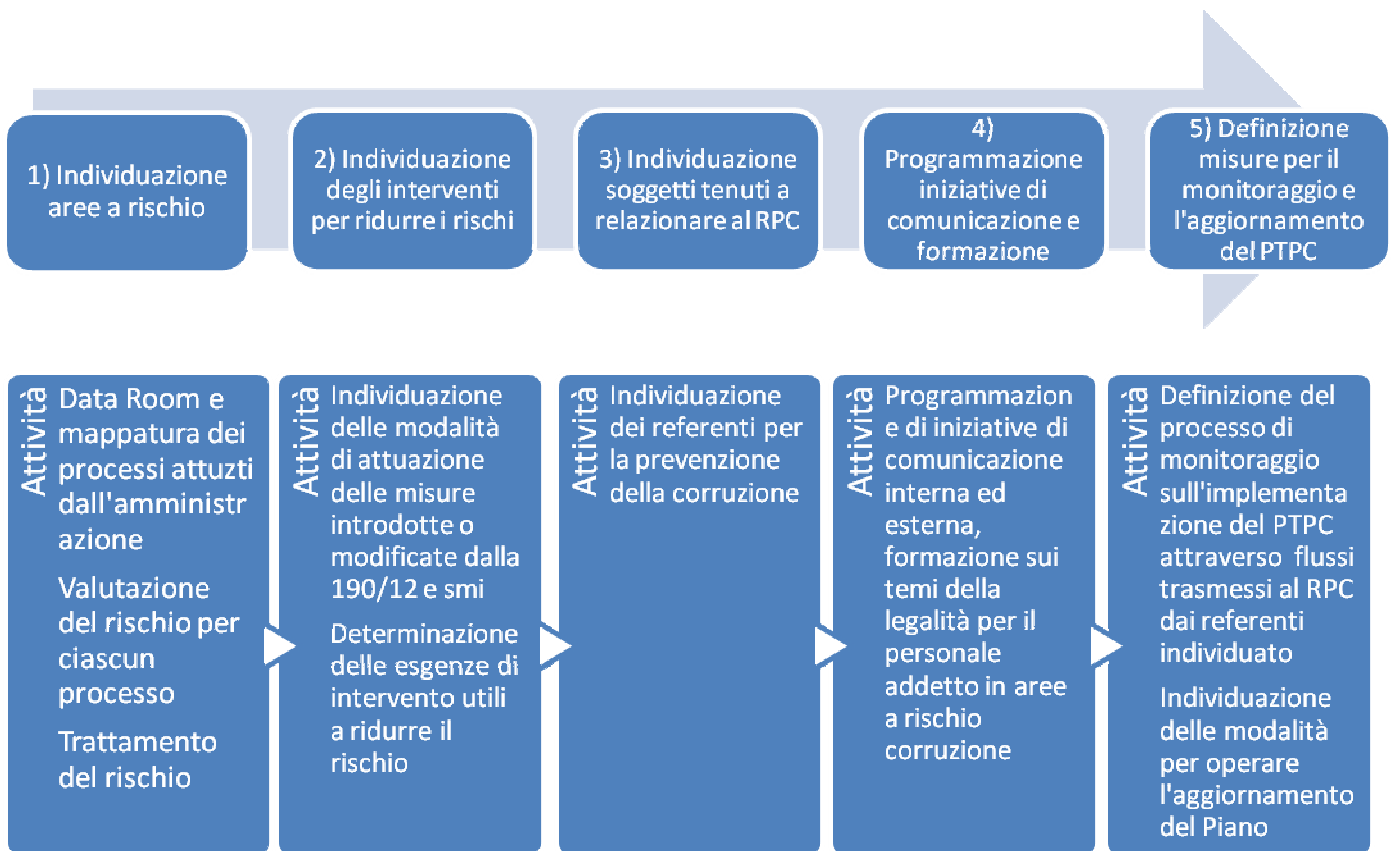 1) Individuazione
aree a rischio
2) Individuazione
degli interventi
per ridurre i rischi
3) Individuazione
soggetti tenuti a
relazionare al RPC
4)
Programmazione
iniziative di
comunicazione e
formazione
5) Definizione
misure per il
monitoraggio e
l'aggiornamento
del PTPC
Attività
Data Room e
mappatura dei
processi attuzti
dall'amministr
azione
Valutazione
del rischio per
ciascun
processo
Trattamento
del rischio
Attività
Individuazione
delle modalità
di attuazione
delle misure
introdotte o
modificate dalla
190/12 e smi
Determinazione
delle esgenze di
intervento utili
a ridurre il
rischio
Attività
Individuazione
dei referenti per
la prevenzione
della corruzione
Attività
Programmazion
e di iniziative di
comunicazione
interna ed
esterna,
formazione sui
temi della
legalità per il
personale
addetto in aree
a rischio
corruzione
Attività
Definizione del
processo di
monitoraggio
sull'implementa
zione del PTPC
attraverso flussi
trasmessi al RPC
dai referenti
individuato
Individuazione
delle modalità
per operare
l'aggiornamento
del Piano